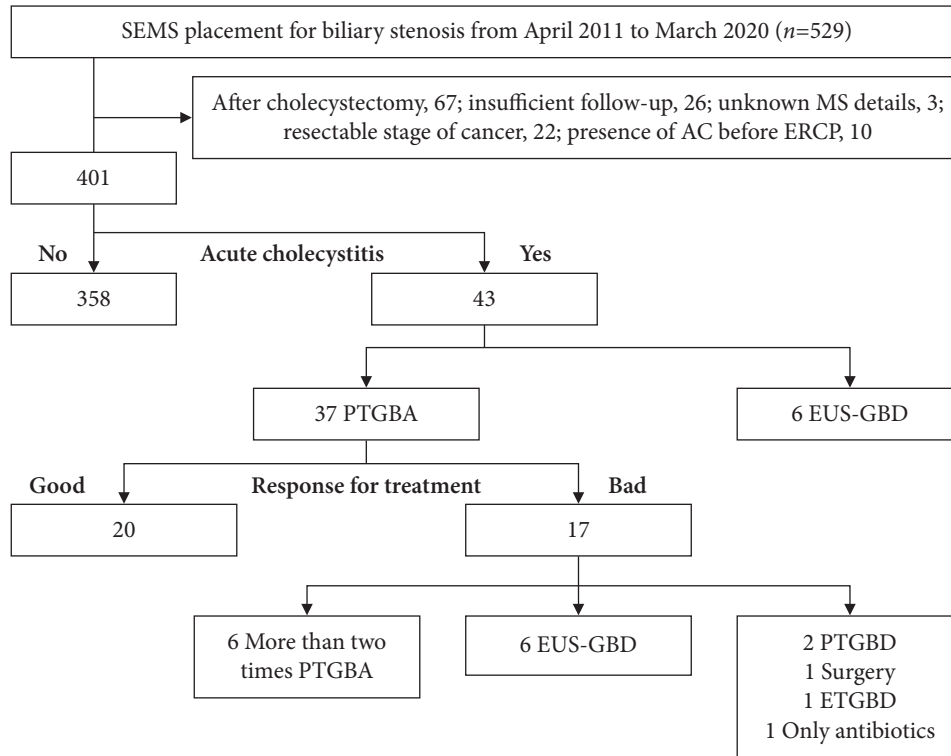 SEMS placement for biliary stenosis from April 2011 to March 2020 (n=529)
After cholecystectomy, 67; insufficient follow-up, 26; unknown MS details, 3;
resectable stage of cancer, 22; presence of AC before ERCP, 10
401
No
Acute cholecystitis
Yes
358
43
37 PTGBA
6 EUS-GBD
Good
Response for treatment
Bad
20
17
6 More than two
times PTGBA
6 EUS-GBD
2 PTGBD
1 Surgery
1 ETGBD
1 Only antibiotics